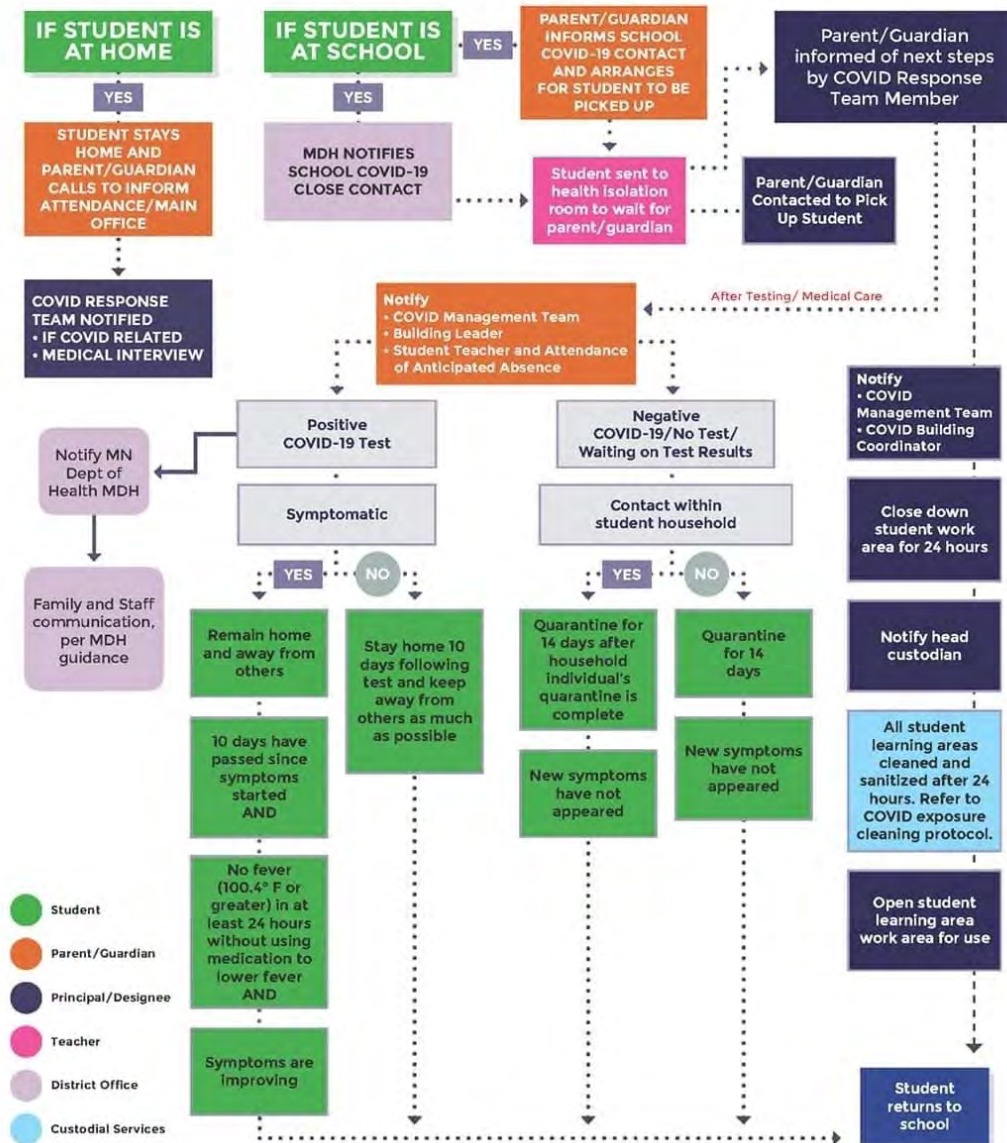 IF STUDENT IS
AT HOME
YES
STUDENT STAYS
HOME AND
PARENT/GUARDIAN
CALLS TO INFORM
ATTENDANCE/MAIN
OFFICE
COVID RESPONSE
TEAM NOTIFIED
• IF COVID RELATED
• MEDICAL INTERVIEW
IF STUDENT IS
AT SCHOOL
YES
YES
MDH NOTIFIES
SCHOOL COVID-19
CLOSE CONTACT
PARENT/GUARDIAN
INFORMS SCHOOL
COVID-19 CONTACT
AND ARRANGES
FOR STUDENT TO BE
PICKED UP
Student sent to
health isolation
room to wait for
parent/guardian
Parent/Guardian
informed of next steps
by COVID Response
Team Member
Parent/Guardian
Contacted to Pick
Up Student
After Testing/ Medical Care
Notify
• COVID Management Team
• Building Leader
• Student Teacher and Attendance
of Anticipated Absence
Positive
COVID-19 Test
Notify MN
Dept of
Health MDH
Family and Staff
communication,
per MDH
guidance
Symptomatic
YES
NO
Remain home
and away from
others
10 days have
passed since
symptoms
started
AND
No fever
(100.4° F or
greater) in at
least 24 hours
without using
medication to
lower fever
AND
Symptoms are
improving
Stay home 10
days following
test and keep
away from
others as much
as possible
Negative
COVID-19/No Test/
Waiting on Test Results
Contact within
student household
YES
NO
Quarantine for
14 days after
household
individual's
quarantine is
complete
New symptoms
have not
appeared
Quarantine
for 14
days
New symptoms
have not
appeared
Notify
• COVID
Management Team
• COVID Building
Coordinator
Close down
student work
area for 24 hours
Notify head
custodian
All student
learning areas
cleaned and
sanitized after 24
hours. Refer to
COVID exposure
cleaning protocol.
Open student
learning area
work area for use
Student
returns to
school
Student
Parent/Guardian
Principal/Designee
Teacher
District Office
Custodial Services